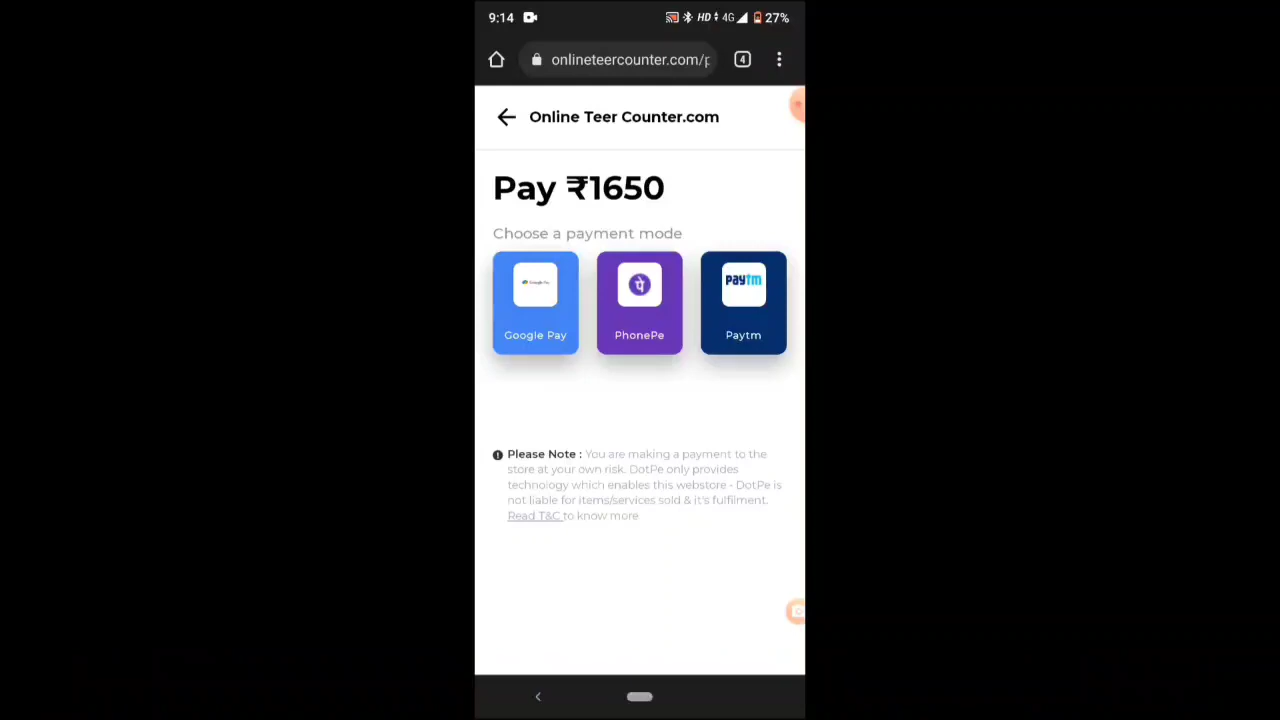 9:14 HD 4G 27%
onlineteercounter.com/p 4
Online Teer Counter.com
Pay ₹1650
Choose a payment mode
Google Pay पे paytm
Google Pay PhonePe Paytm
Please Note : You are making a payment to the
store at your own risk. DotPe only provides
technology which enables this webstore - DotPe is
not liable for items/services sold & it's fulfilment.
Read T&C to know more